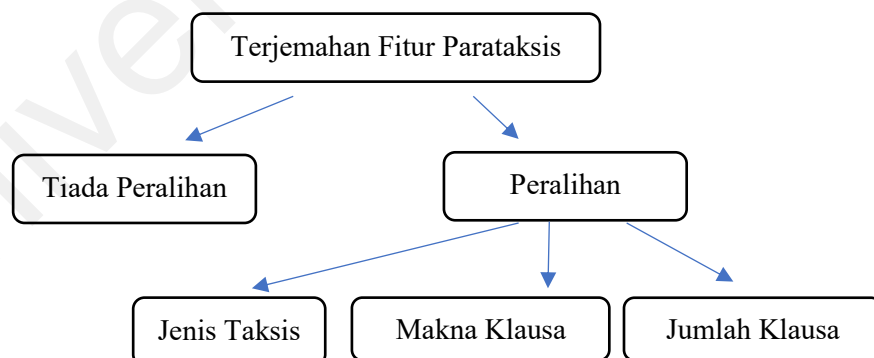 Terjemahan Fitur Parataksis
Tiada Peralihan
Peralihan
Jenis Taksis
Makna Klausa
Jumlah Klausa